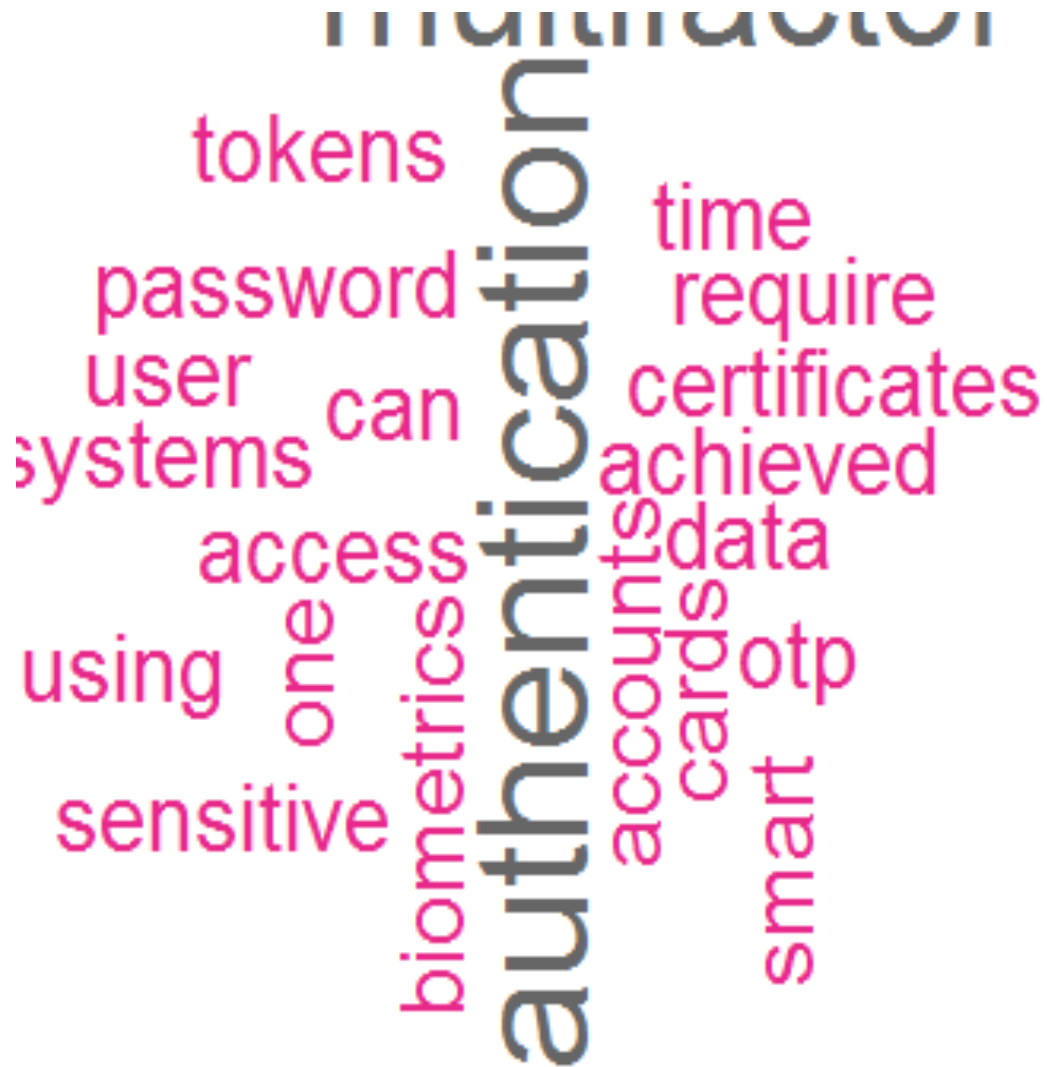 multifactor
authentication
tokens
time
password
require
user
can
certificates
systems
achieved
access
data
accounts
cards
one
biometrics
using
otp
sensitive
smart